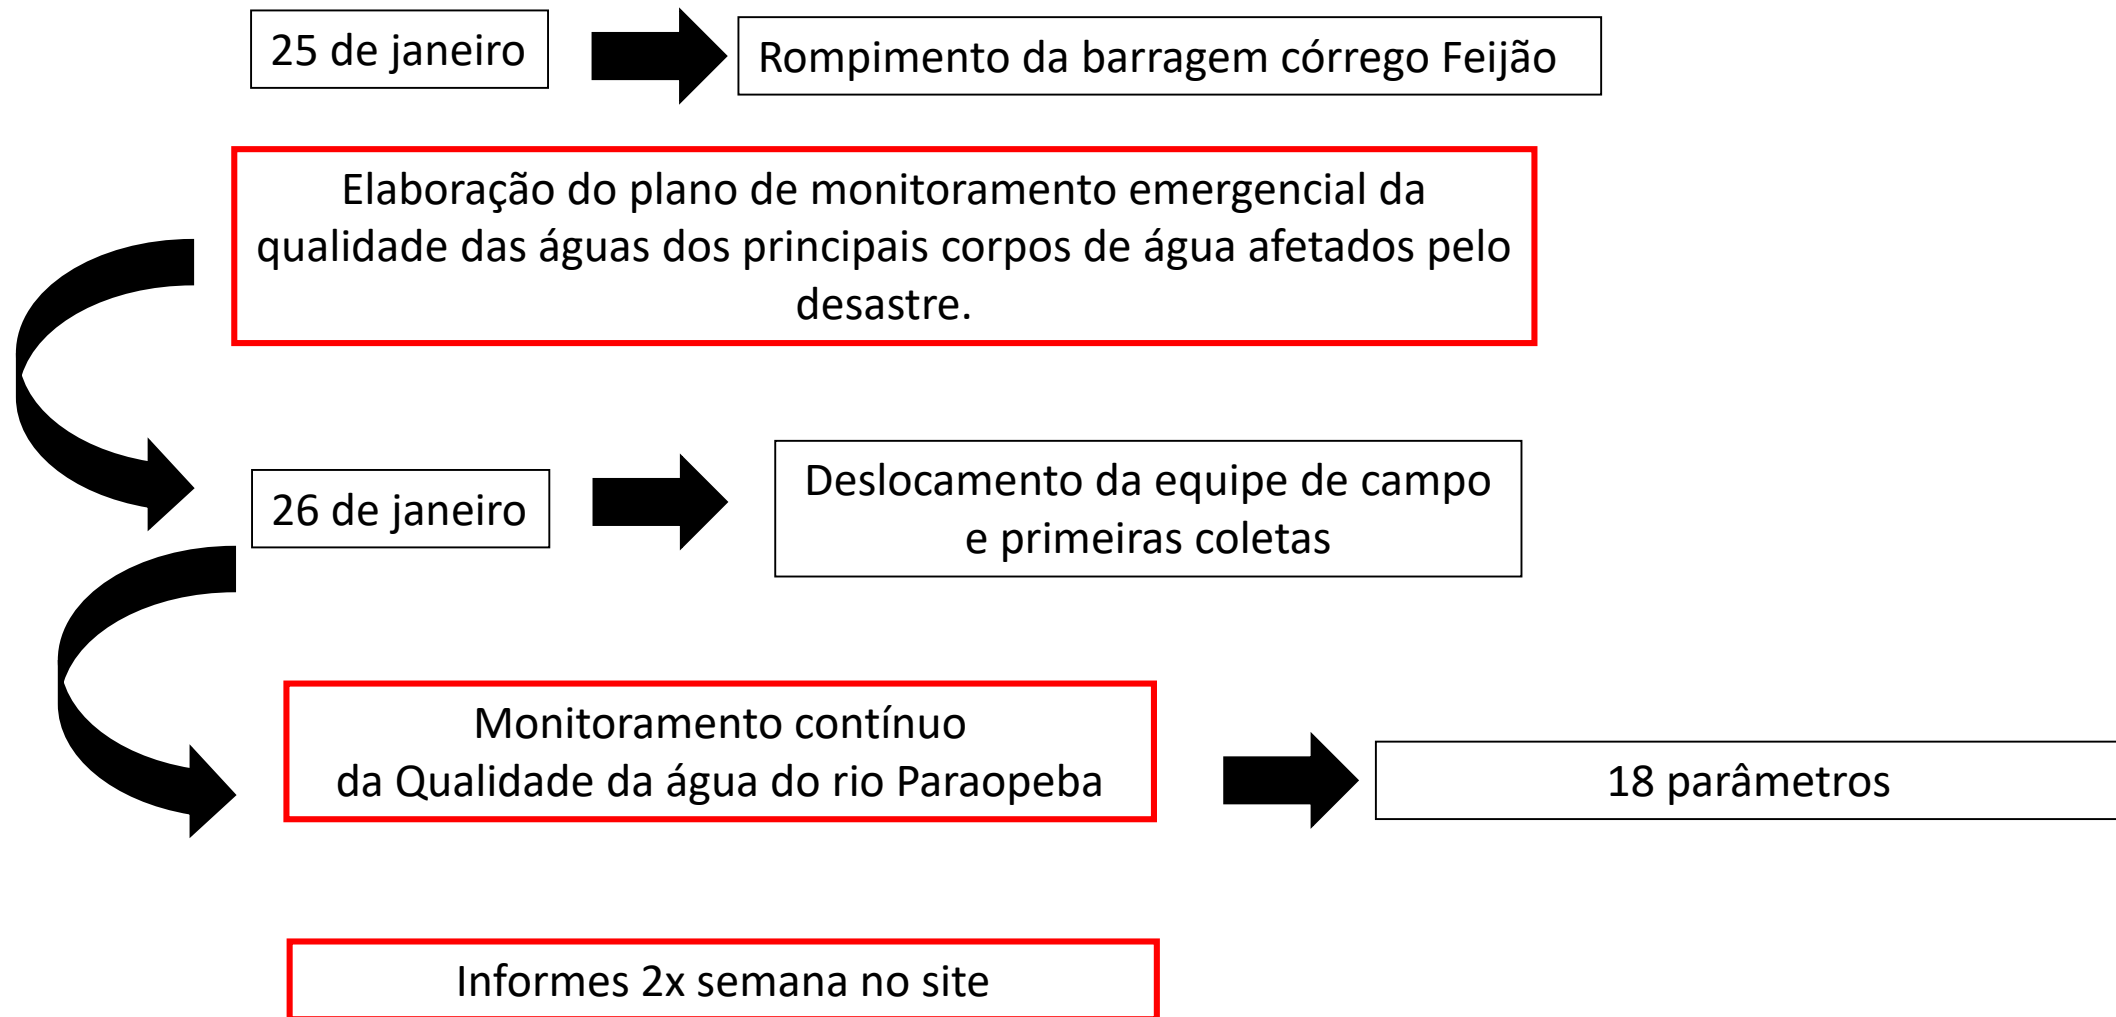 25 de janeiro
Rompimento da barragem córrego Feijão
Elaboração do plano de monitoramento emergencial da
qualidade das águas dos principais corpos de água afetados pelo
desastre.
26 de janeiro
Deslocamento da equipe de campo
e primeiras coletas
Monitoramento contínuo
da Qualidade da água do rio Paraopeba
18 parâmetros
Informes 2x semana no site